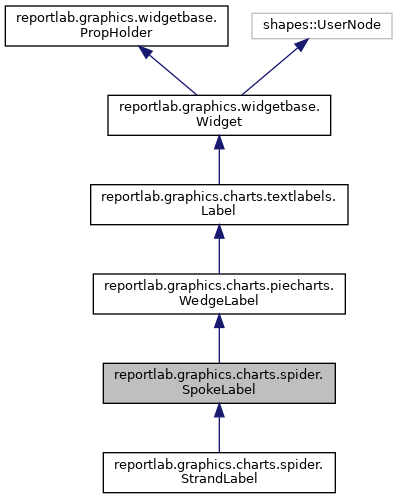 reportlab.graphics.widgetbase.
PropHolder
shapes::UserNode
reportlab.graphics.widgetbase.
Widget
reportlab.graphics.charts.textlabels.
Label
reportlab.graphics.charts.piecharts.
WedgeLabel
reportlab.graphics.charts.spider.
SpokeLabel
reportlab.graphics.charts.spider.
StrandLabel